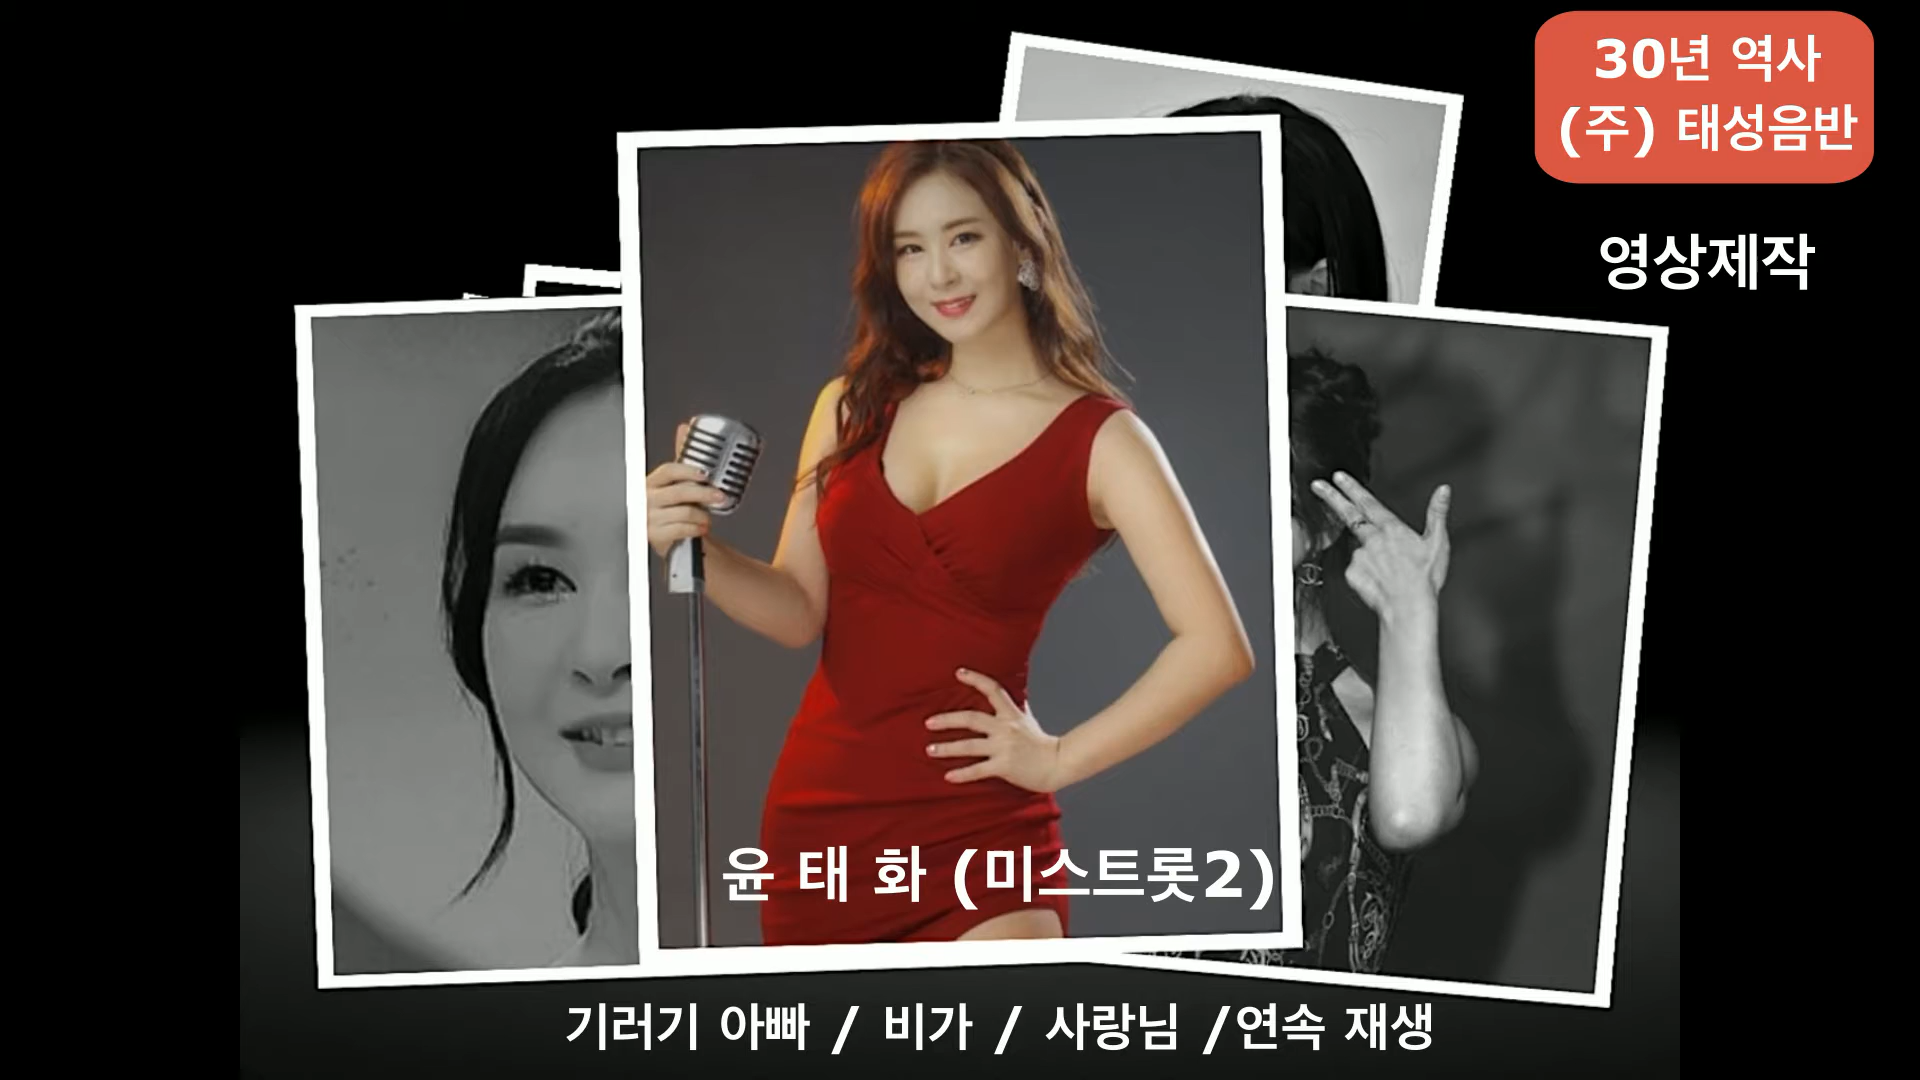 30년 역사
(주) 태성음반
영상제작
윤 태 화 (미스트롯2)
기러기 아빠 / 비가 / 사랑님 /연속 재생